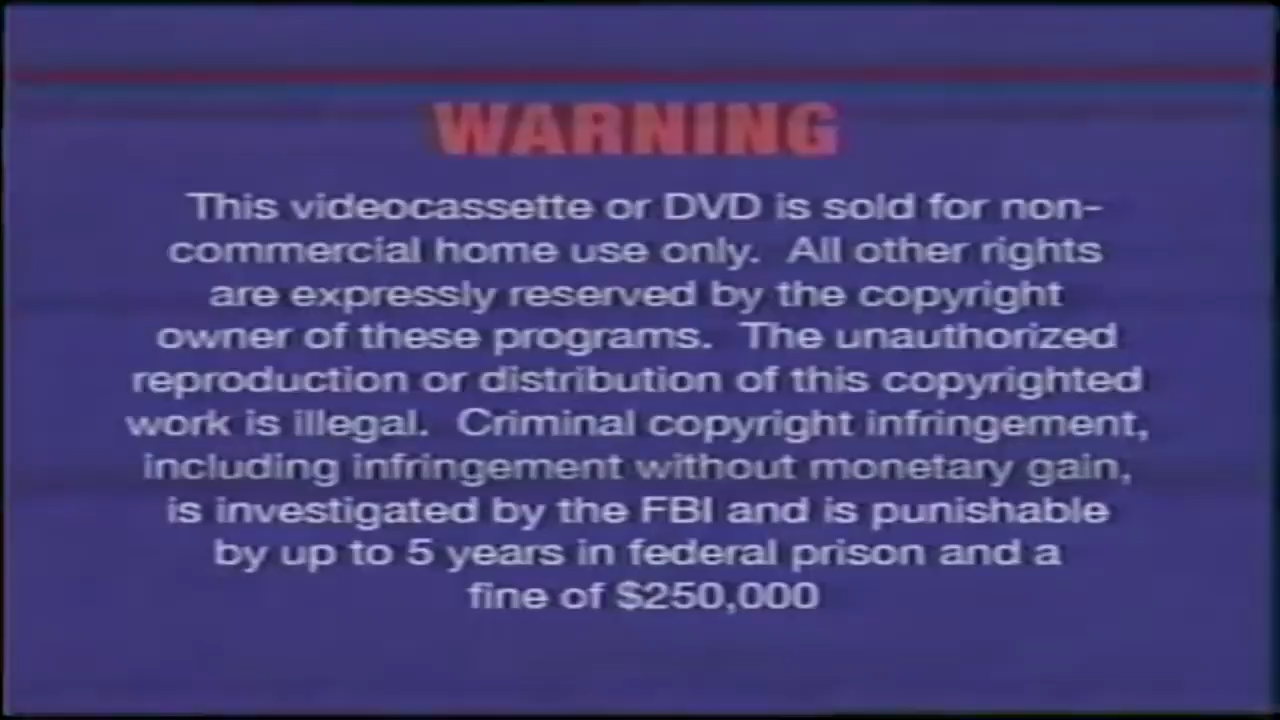 WARNING
This videocassette or DVD is sold for non-
commercial home use only.  All other rights
are expressly reserved by the copyright
owner of these programs.  The unauthorized
reproduction or distribution of this copyrighted
work is illegal.  Criminal copyright infringement,
including infringement without monetary gain,
is investigated by the FBI and is punishable
by up to 5 years in federal prison and a
fine of $250,000